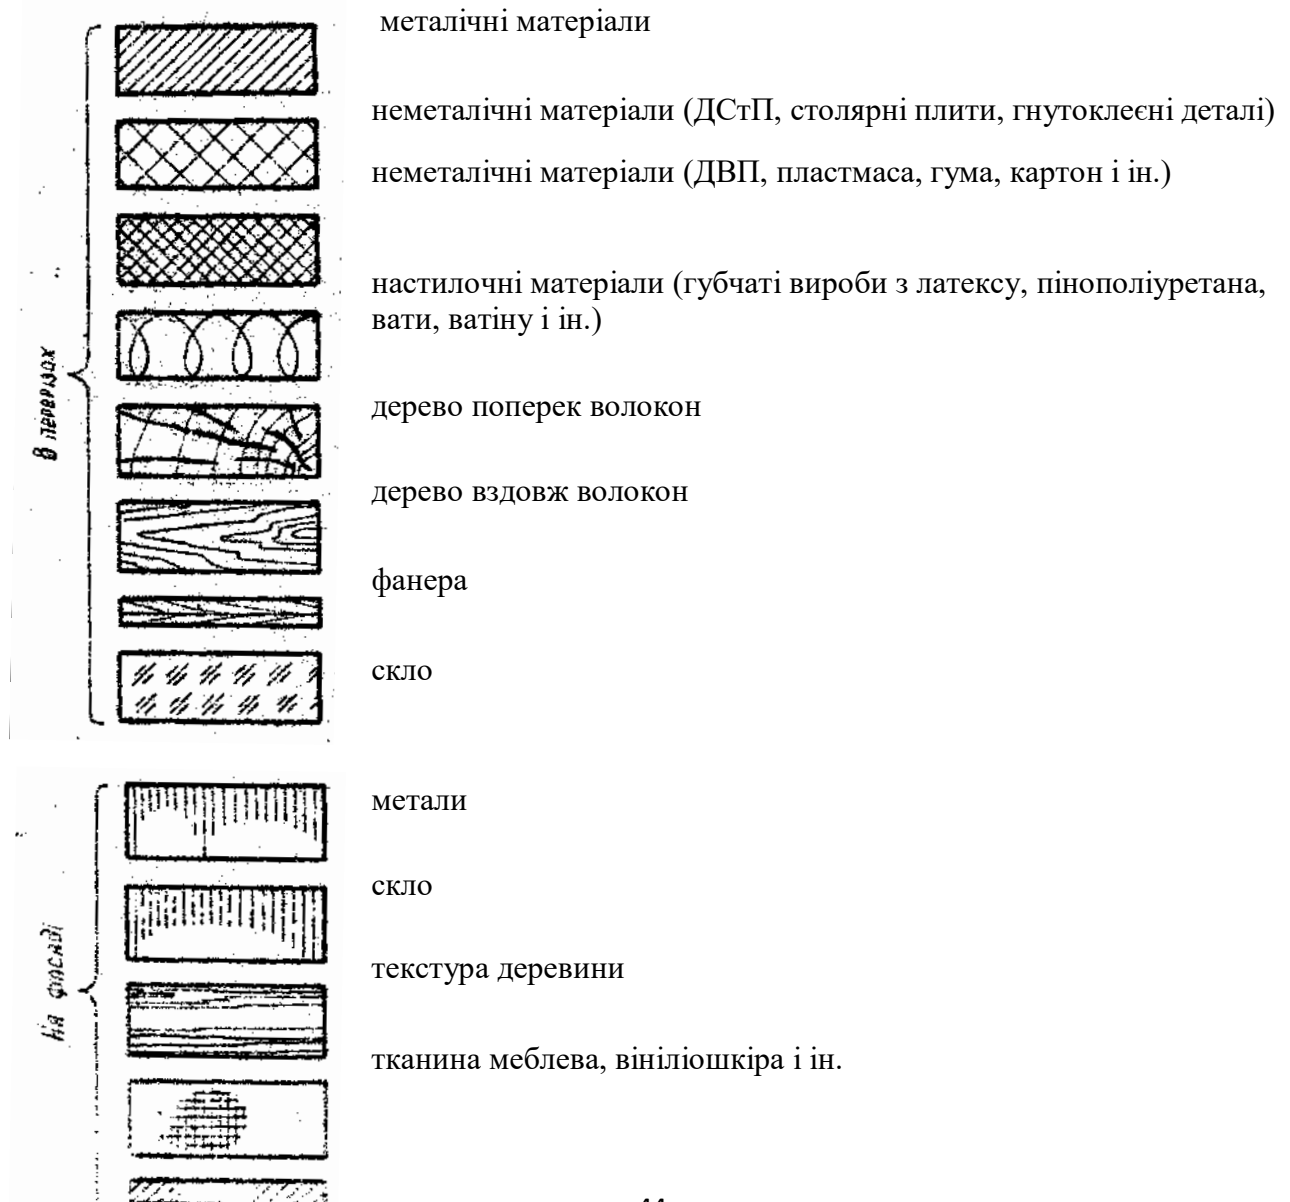 металічні матеріали
неметалічні матеріали (ДСтП, столярні плити, гнутоклеєні деталі)
неметалічні матеріали (ДВП, пластмаса, гума, картон і ін.)
настилочні матеріали (губчаті вироби з латексу, пінополіуретана,
вати, ватіну і ін.)
В перерізах
дерево поперек волокон
дерево вздовж волокон
фанера
скло
метали
скло
На фасаді
текстура деревини
тканина меблева, вініліошкіра і ін.